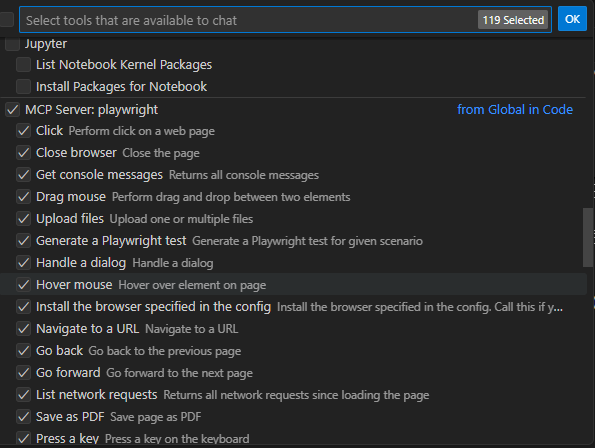 Select tools that are available to chat 119 Selected OK
Jupyter
List Notebook Kernel Packages
Install Packages for Notebook
MCP Server: playwright from Global in Code
Click Perform click on a web page
Close browser Close the page
Get console messages Returns all console messages
Drag mouse Perform drag and drop between two elements
Upload files Upload one or multiple files
Generate a Playwright test Generate a Playwright test for given scenario
Handle a dialog Handle a dialog
Hover mouse Hover over element on page
Install the browser specified in the config Install the browser specified in the config. Call this if y...
Navigate to a URL Navigate to a URL
Go back Go back to the previous page
Go forward Go forward to the next page
List network requests Returns all network requests since loading the page
Save as PDF Save page as PDF
Press a key Press a key on the keyboard